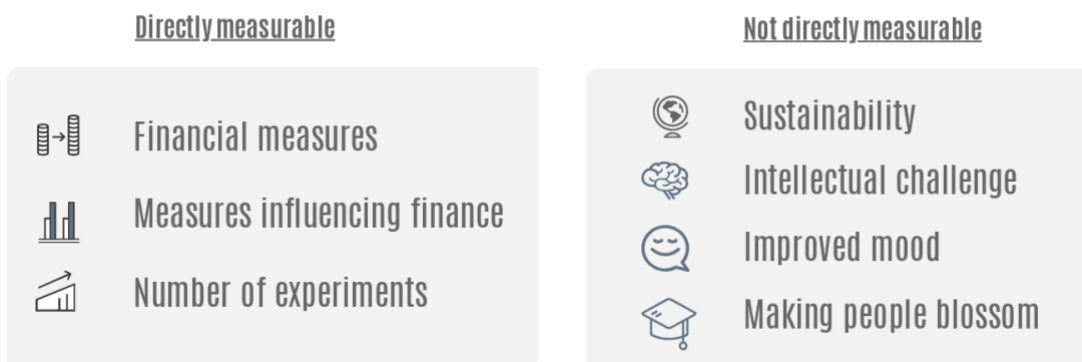 Directly measurable
Financial measures
Measures influencing finance
Number of experiments
Not directly measurable
Sustainability
Intellectual challenge
Improved mood
Making people blossom